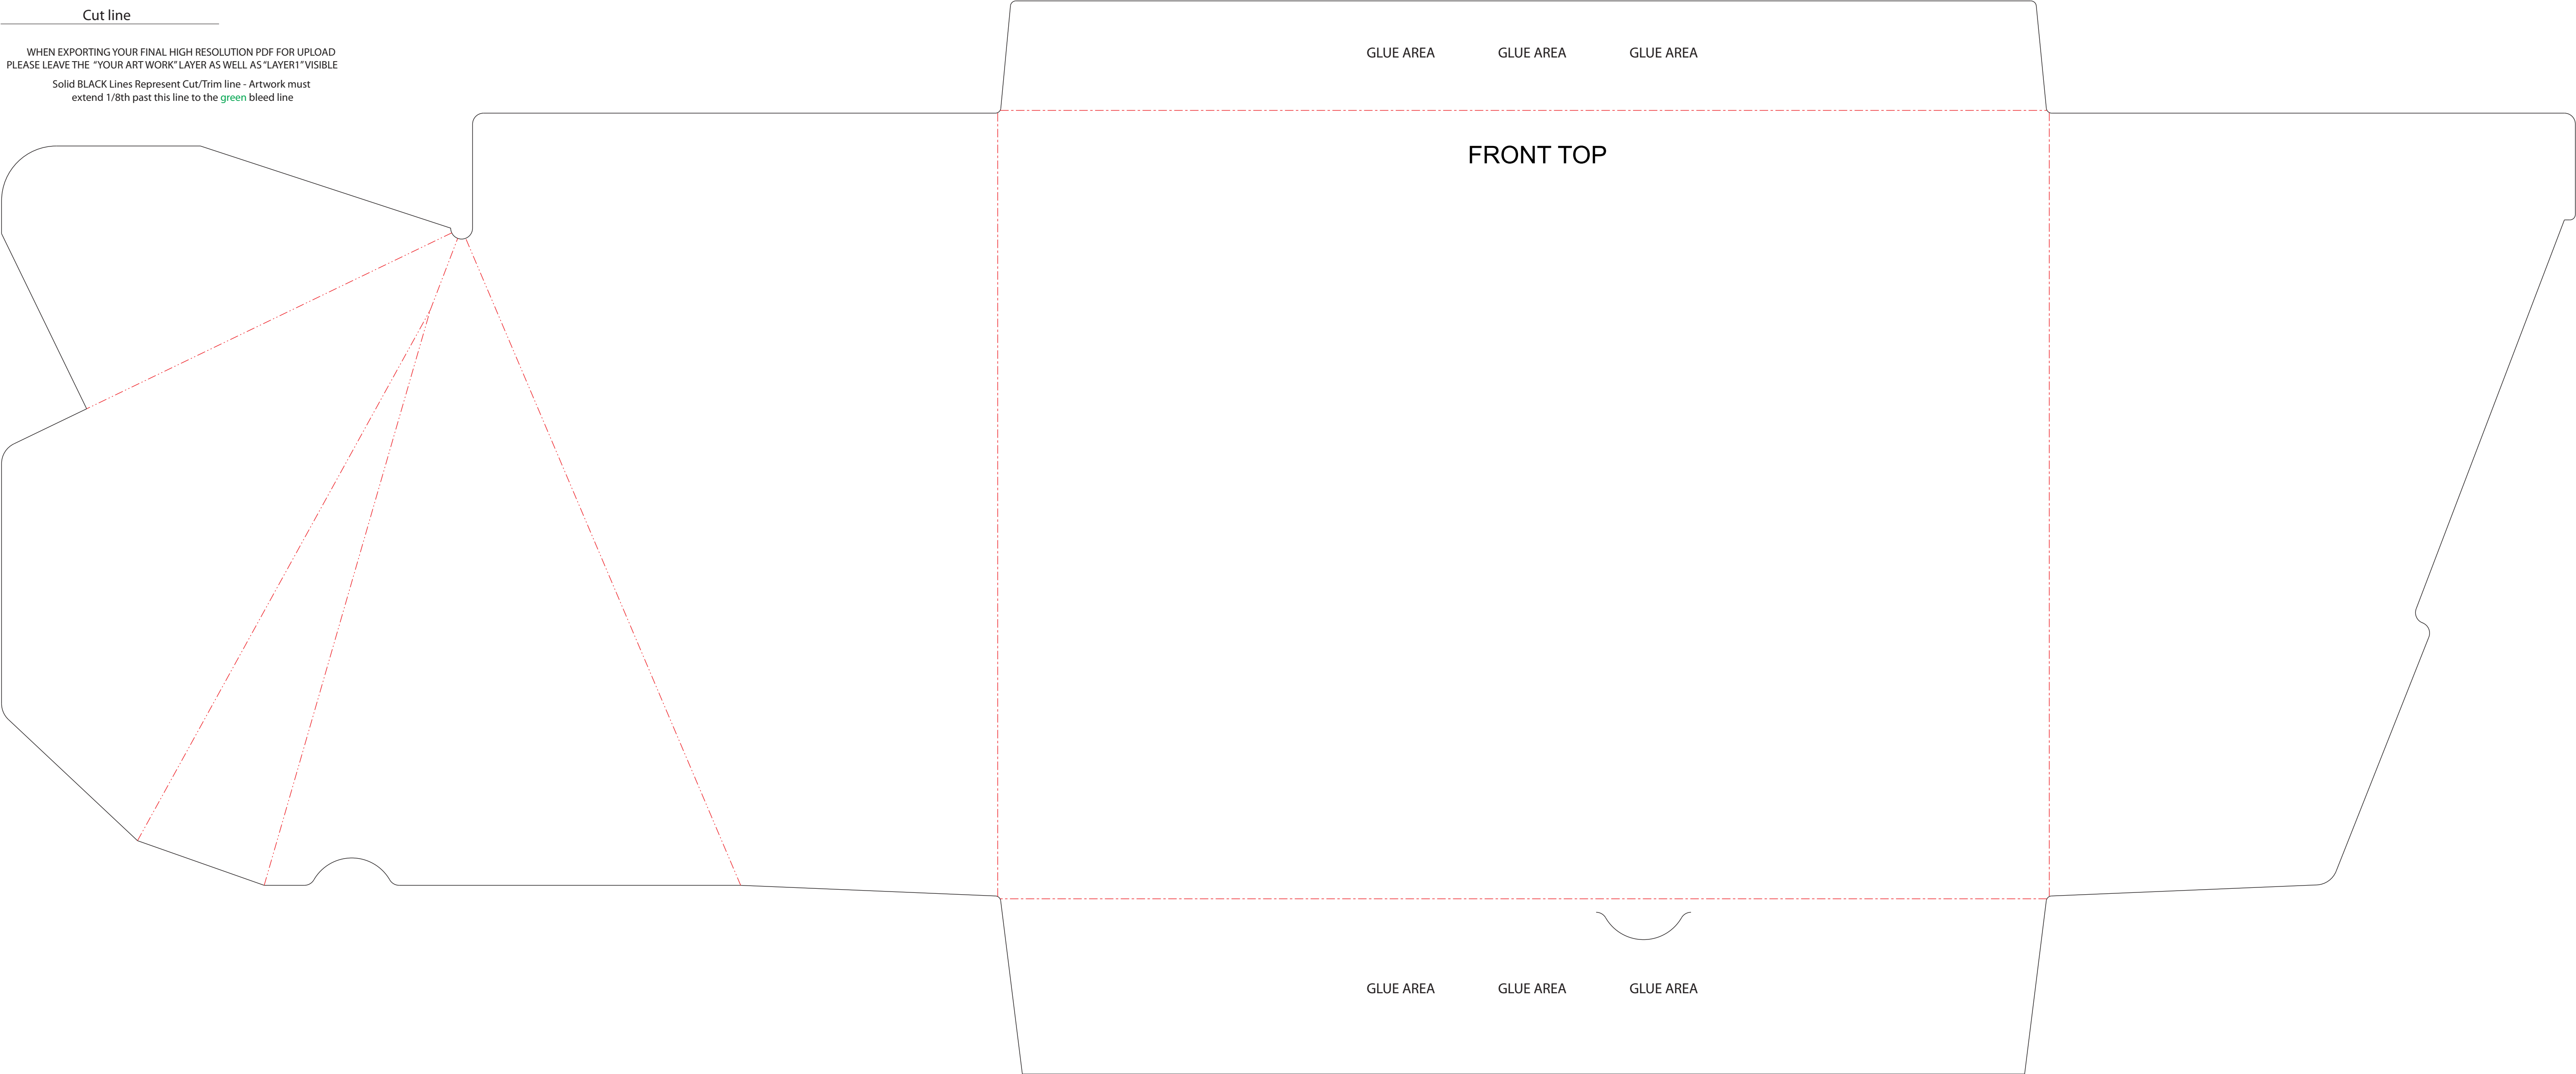 Cut line
WHEN EXPORTING YOUR FINAL HIGH RESOLUTION PDF FOR UPLOAD
PLEASE LEAVE THE “YOUR ART WORK” LAYER AS WELL AS “LAYER1” VISIBLE
Solid BLACK Lines Represent Cut/Trim line - Artwork must
extend 1/8th past this line to the green bleed line
GLUE AREA GLUE AREA GLUE AREA
FRONT TOP
GLUE AREA GLUE AREA GLUE AREA